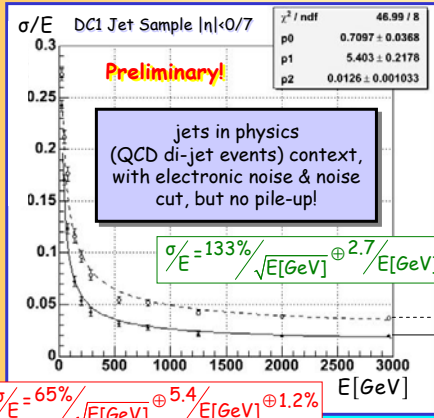 σ/E DC1 Jet Sample |η|<0/7
χ² / ndf 46.99 / 8
p0 0.7097 ± 0.0368
p1 5.403 ± 0.2178
p2 0.0126 ± 0.001033
Preliminary!
jets in physics
(QCD di-jet events) context,
with electronic noise & noise
cut, but no pile-up!
σ/E = 133%/√E[GeV] ⊕ 2.7/E[GeV]
0.3
0.25
0.2
0.15
0.1
0.05
0
0 500 1000 1500 2000 2500 3000
E[GeV]
σ/E = 65%/√E[GeV] ⊕ 5.4/E[GeV] ⊕ 1.2%